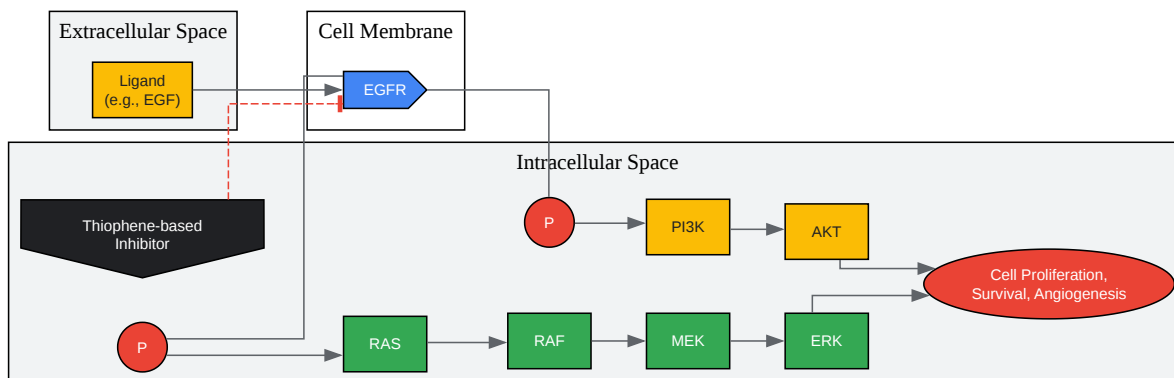 Extracellular Space
Cell Membrane
Ligand
(e.g., EGF)
EGFR
Intracellular Space
Thiophene-based
Inhibitor
P
PI3K
AKT
Cell Proliferation,
Survival, Angiogenesis
P
RAS
RAF
MEK
ERK